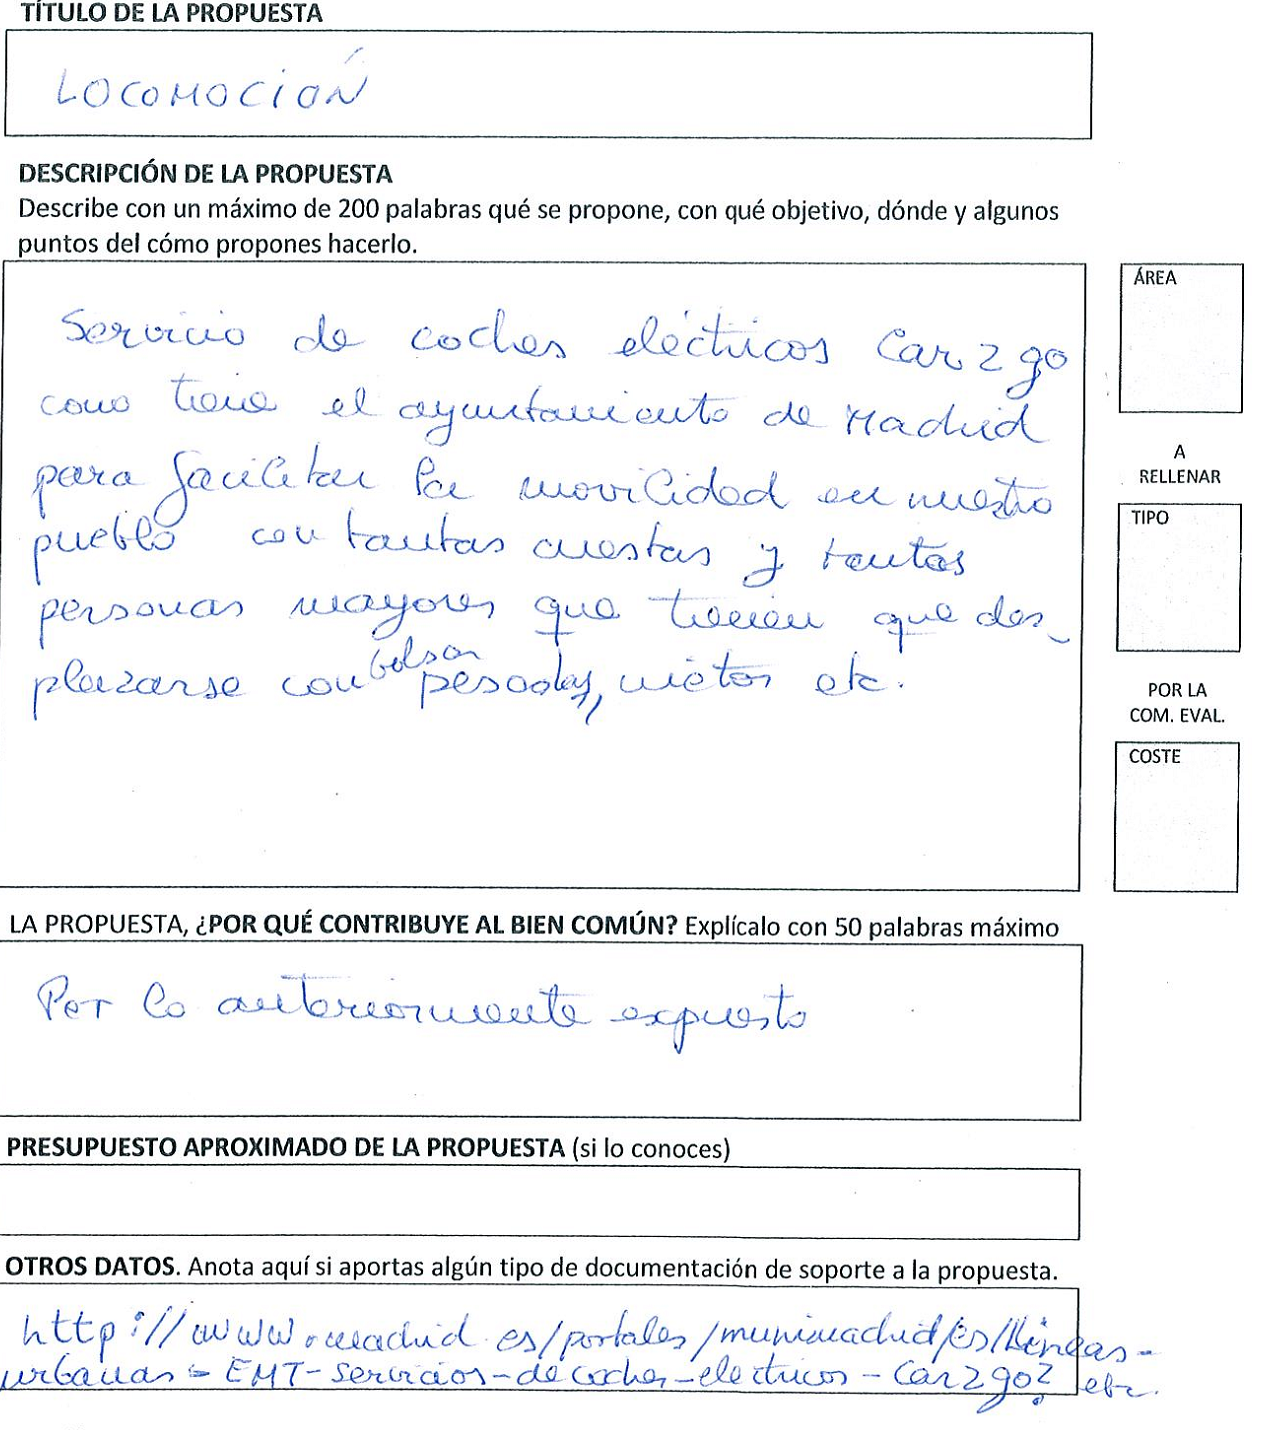 TÍTULO DE LA PROPUESTA
LOCOMOCIÓN
DESCRIPCIÓN DE LA PROPUESTA
Describe con un máximo de 200 palabras qué se propone, con qué objetivo, dónde y algunos
puntos del cómo propones hacerlo.
Servicio de coches eléctricos Car2go
como tiene el ayuntamiento de Madrid
para facilitar la movilidad en nuestro
pueblo con tantas cuestas y tantas
personas mayores que tienen que des-
plazarse con bolsas pesadas, nietos etc.
ÁREA
A
RELLENAR
TIPO
POR LA
COM. EVAL.
COSTE
LA PROPUESTA, ¿POR QUÉ CONTRIBUYE AL BIEN COMÚN? Explícalo con 50 palabras máximo
Por lo anteriormente expuesto
PRESUPUESTO APROXIMADO DE LA PROPUESTA (si lo conoces)
OTROS DATOS. Anota aquí si aportas algún tipo de documentación de soporte a la propuesta.
http://www.madrid.es/portales/munimadrid/es/Líneas-
urbanas-EMT-servicios-de coches-electricos-Car2go? etc.